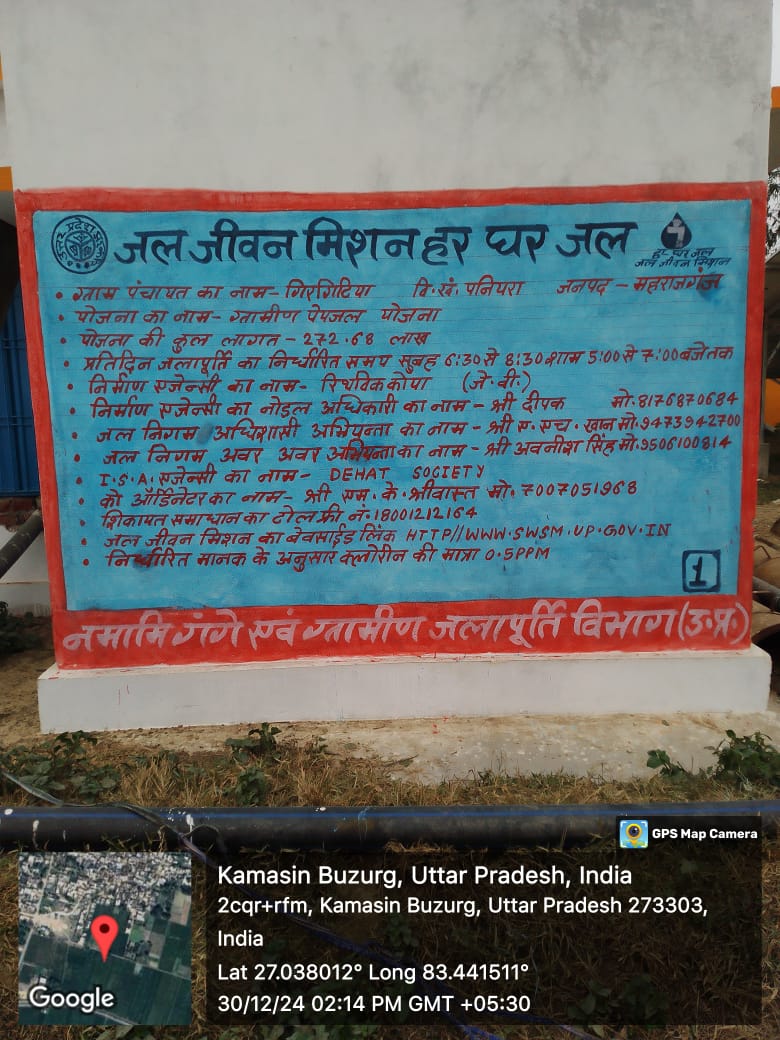 जल जीवन मिशन हर घर जल
हर घर जल
जल जीवन मिशन
• ग्राम पंचायत का नाम- गिरगिटिया वि.खं. पनियरा जनपद - महराजगंज
• योजना का नाम- ग्रामीण पेयजल योजना
• योजना की कुल लागत - 272.68 लाख
• प्रतिदिन जलापूर्ति का निर्धारित समय सुबह 6:30 से 8:30 शाम 5:00 से 7:00 बजे तक
• निर्माण एजेन्सी का नाम- रिथविककोपा (जे. वी.)
• निर्माण एजेन्सी का नोडल अधिकारी का नाम - श्री दीपक मो. 8176870684
• जल निगम अधिशासी अभियन्ता का नाम - श्री ए. एच. खान मो. 9473942700
• जल निगम अवर अवर अभियन्ता का नाम - श्री अवनीश सिंह मो. 9506100814
• I.S.A एजेन्सी का नाम- DEHAT SOCIETY
• को ऑर्डिनेटर का नाम- श्री एस. के. श्रीवास्त मो. 7007051968
• शिकायत समाधान का टोल फ्री नं. 18001212164
• जल जीवन मिशन का वेवसाईड लिंक HTTP//WWW.SWSM.UP.GOV.IN
• निर्धारित मानक के अनुसार क्लोरीन की मात्रा 0.5PPM
1
नमामि गंगे एवं ग्रामीण जलापूर्ति विभाग (उ.प्र.)
GPS Map Camera
Kamasin Buzurg, Uttar Pradesh, India
2cqr+rfm, Kamasin Buzurg, Uttar Pradesh 273303,
India
Lat 27.038012° Long 83.441511°
30/12/24 02:14 PM GMT +05:30
Google